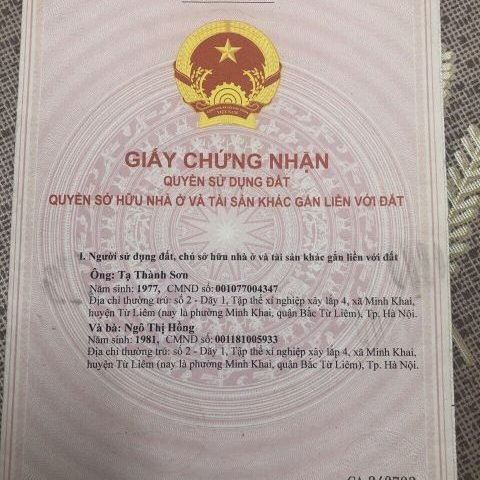 GIẤY CHỨNG NHẬN
QUYỀN SỬ DỤNG ĐẤT
QUYỀN SỞ HỮU NHÀ Ở VÀ TÀI SẢN KHÁC GẮN LIỀN VỚI ĐẤT
I. Người sử dụng đất, chủ sở hữu nhà ở và tài sản khác gắn liền với đất
Ông: Tạ Thành Sơn
Năm sinh: 1977, CMND số: 001077004347
Địa chỉ thường trú: số 2 - Dãy 1, Tập thể xí nghiệp xây lắp 4, xã Minh Khai,
huyện Từ Liêm (nay là phường Minh Khai, quận Bắc Từ Liêm), Tp. Hà Nội.
Và bà: Ngô Thị Hồng
Năm sinh: 1981, CMND số: 001181005933
Địa chỉ thường trú: số 2 - Dãy 1, Tập thể xí nghiệp xây lắp 4, xã Minh Khai,
huyện Từ Liêm (nay là phường Minh Khai, quận Bắc Từ Liêm), Tp. Hà Nội.